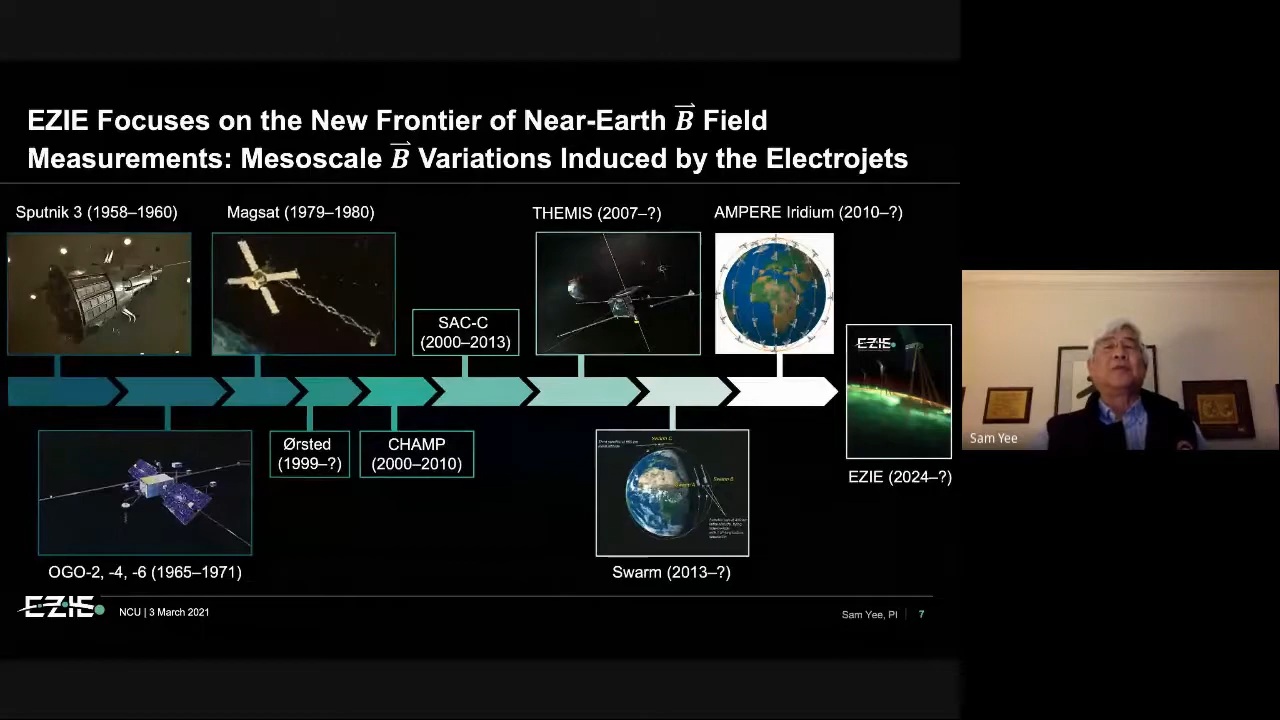 EZIE Focuses on the New Frontier of Near-Earth B⃗ Field
Measurements: Mesoscale B⃗ Variations Induced by the Electrojets
Sputnik 3 (1958–1960)
Magsat (1979–1980)
THEMIS (2007–?)
AMPERE Iridium (2010–?)
SAC-C
(2000–2013)
EZIE
Ørsted
(1999–?)
CHAMP
(2000–2010)
Swarm C
Swarm A
Swarm B
EZIE (2024–?)
OGO-2, -4, -6 (1965–1971)
Swarm (2013–?)
EZIE
NCU | 3 March 2021
Sam Yee, PI
7
Sam Yee